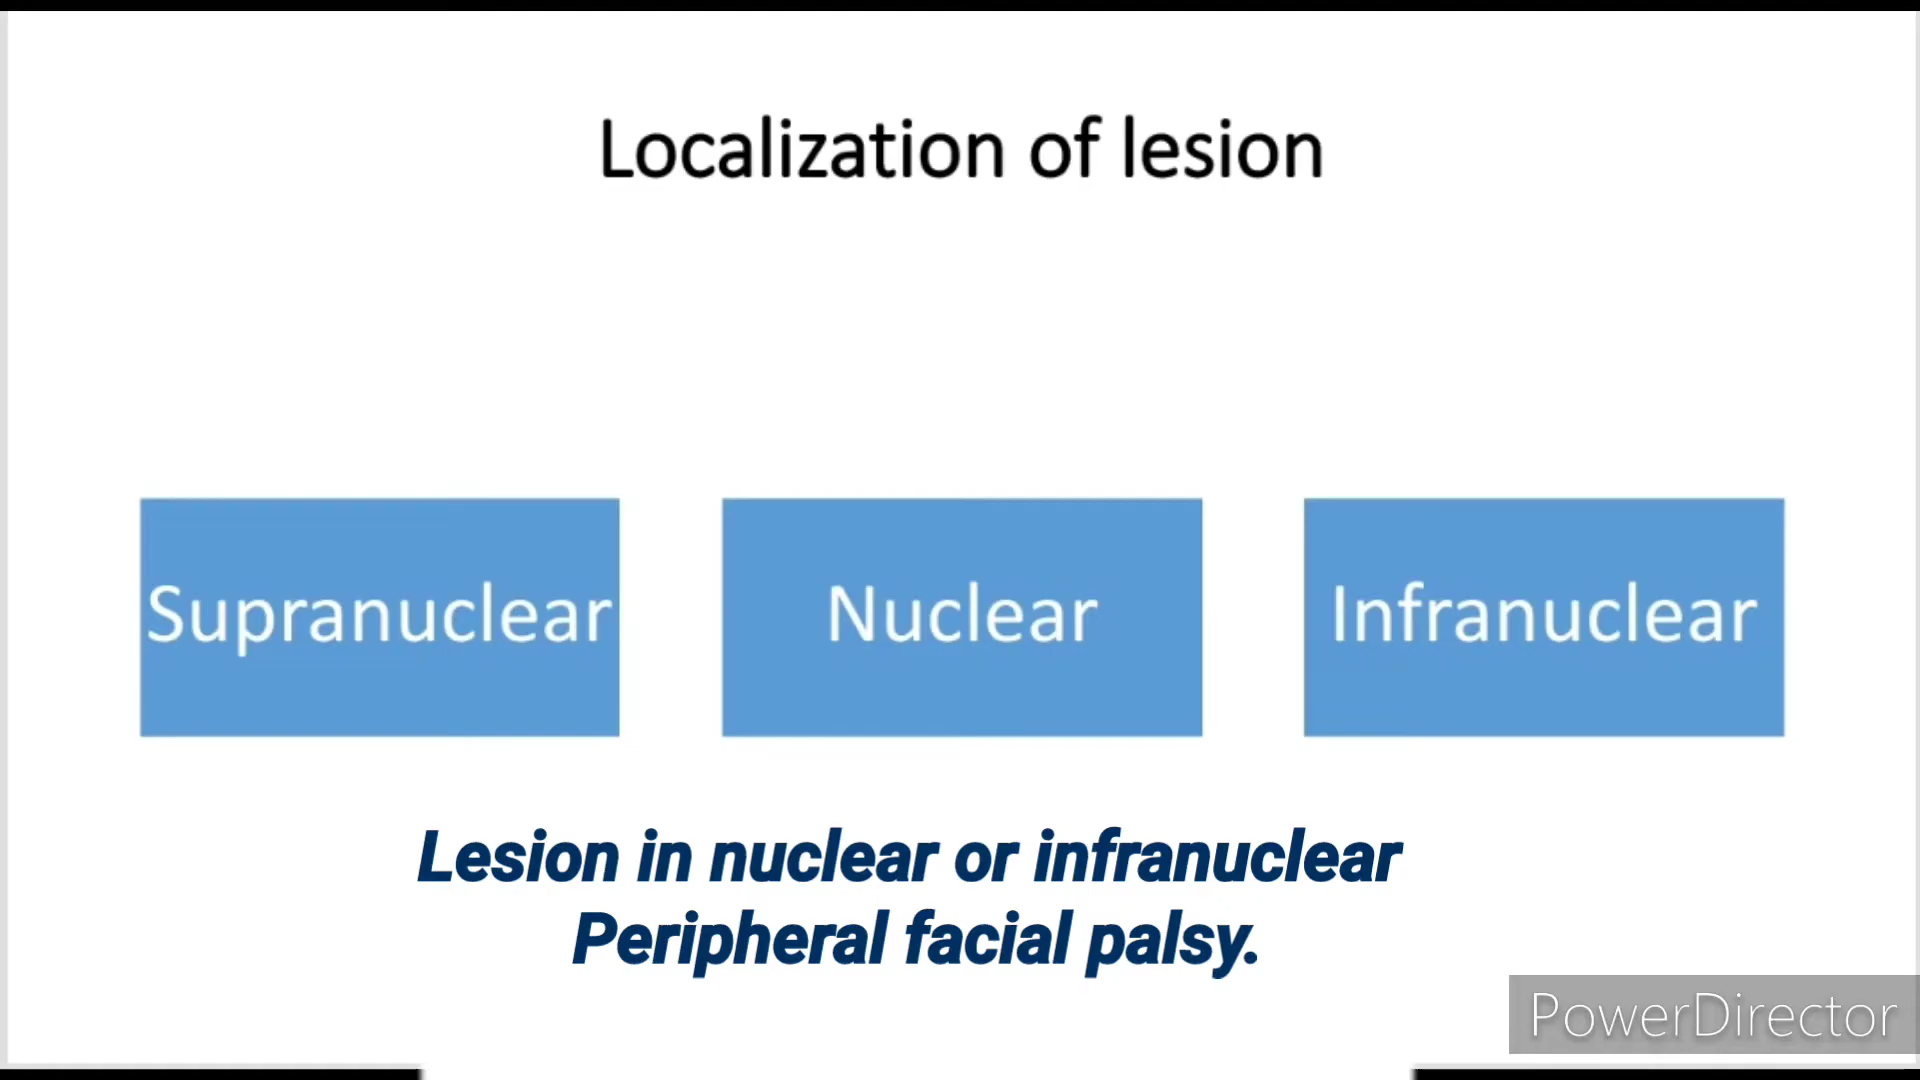 Localization of lesion
Supranuclear
Nuclear
Infranuclear
Lesion in nuclear or infranuclear
Peripheral facial palsy.
PowerDirector